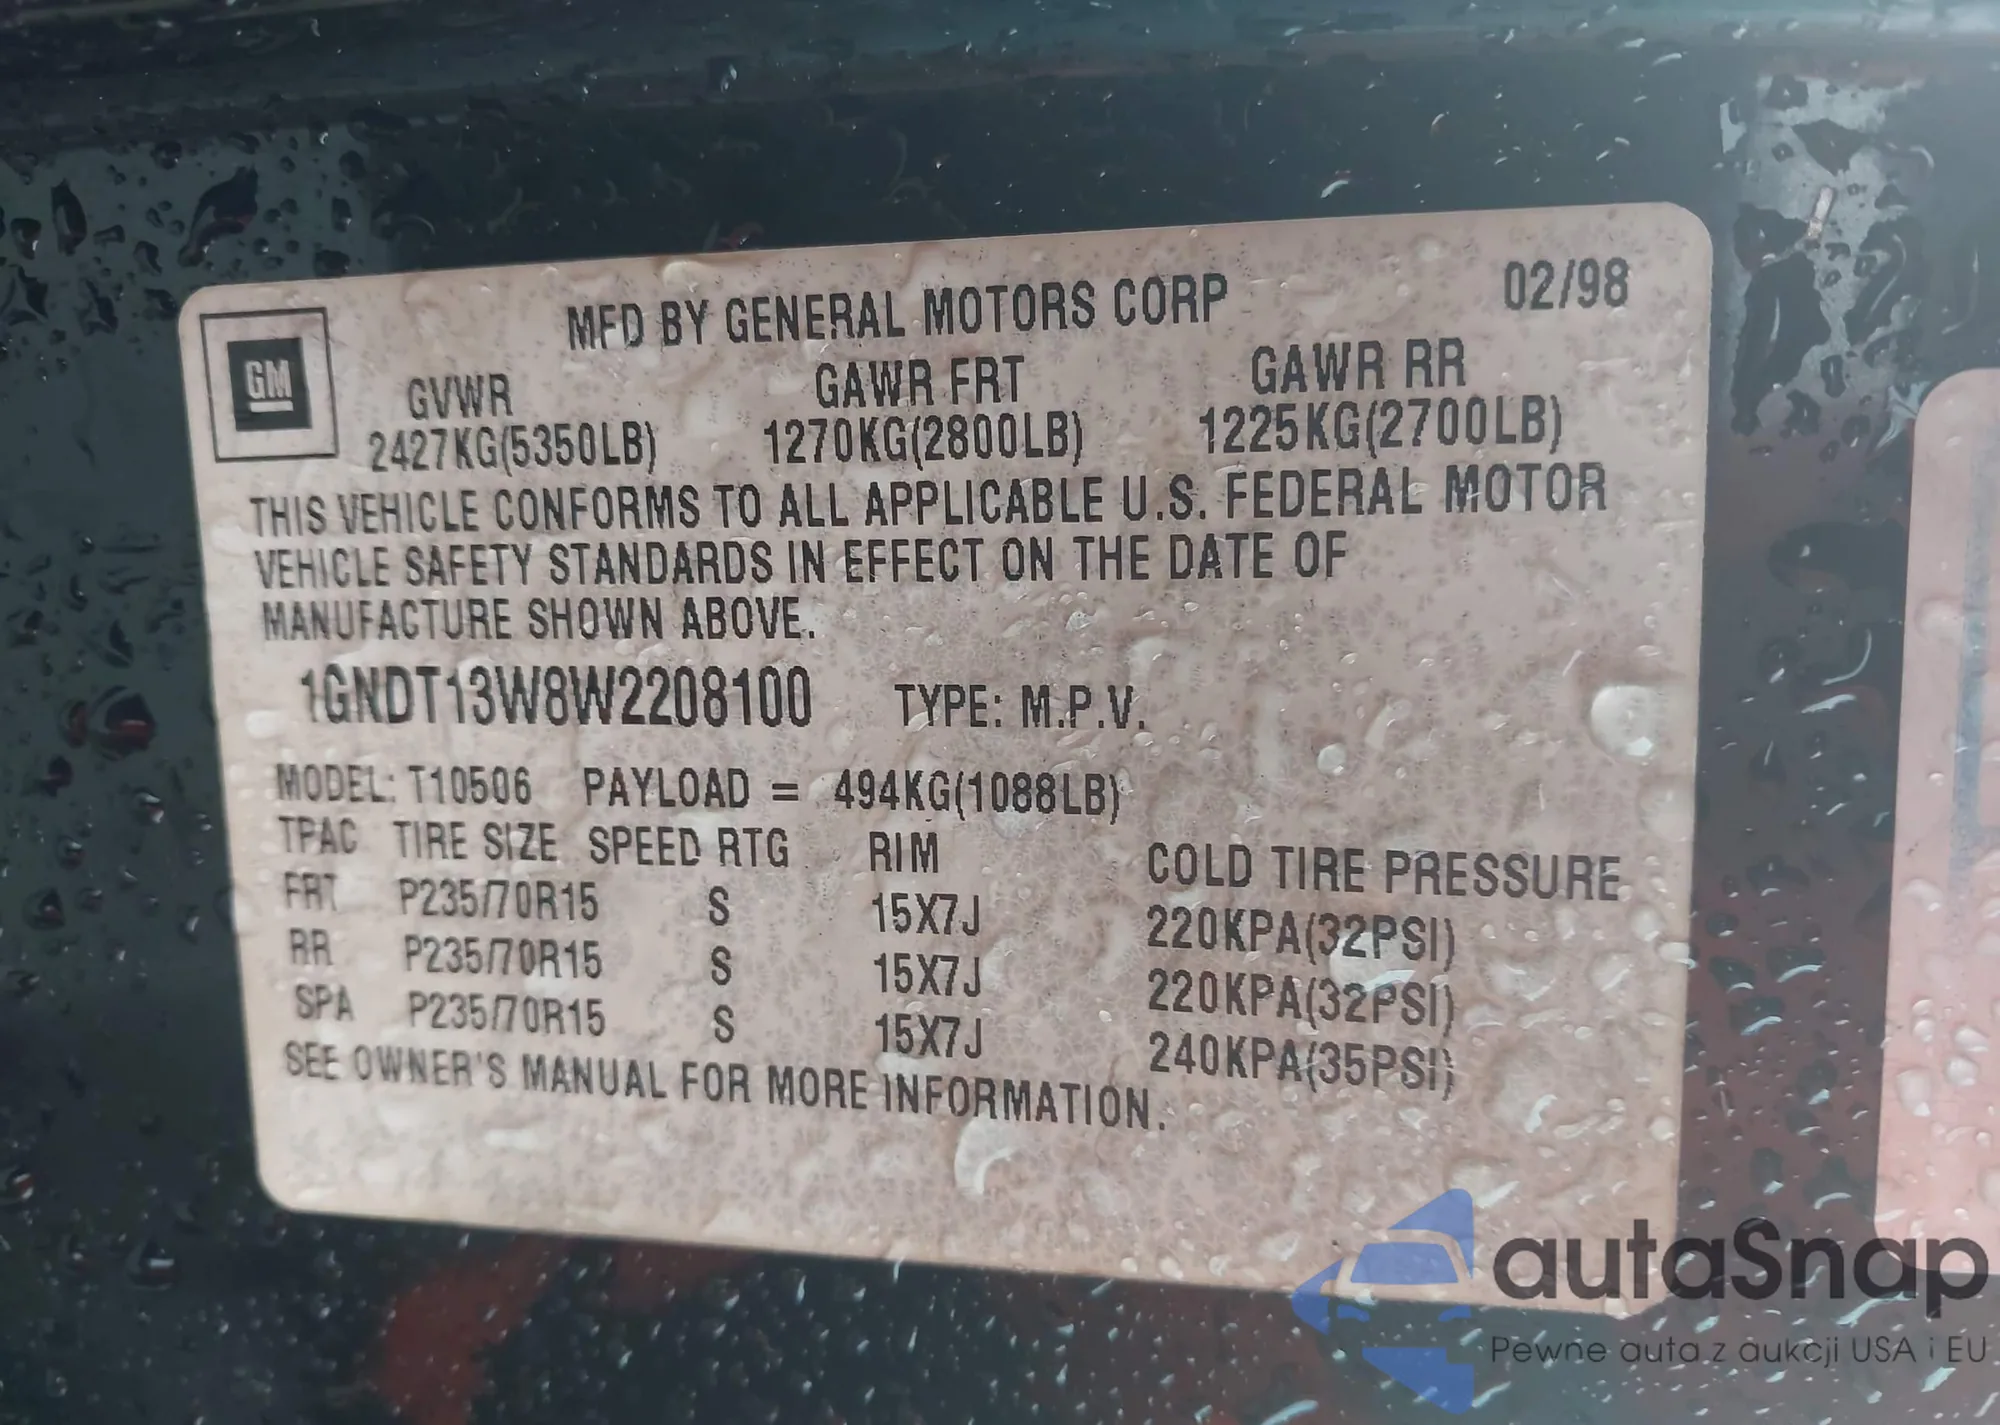 MFD BY GENERAL MOTORS CORP 02/98
GM
GVWR GAWR FRT GAWR RR
2427KG(5350LB) 1270KG(2800LB) 1225KG(2700LB)
THIS VEHICLE CONFORMS TO ALL APPLICABLE U.S. FEDERAL MOTOR
VEHICLE SAFETY STANDARDS IN EFFECT ON THE DATE OF
MANUFACTURE SHOWN ABOVE.
1GNDT13W8W2208100 TYPE: M.P.V.
MODEL: T10506 PAYLOAD = 494KG(1088LB)
TPAC TIRE SIZE SPEED RTG RIM COLD TIRE PRESSURE
FRT P235/70R15 S 15X7J 220KPA(32PSI)
RR P235/70R15 S 15X7J 220KPA(32PSI)
SPA P235/70R15 S 15X7J 240KPA(35PSI)
SEE OWNER'S MANUAL FOR MORE INFORMATION.
autaSnap
Pewne auta z aukcji USA i EU